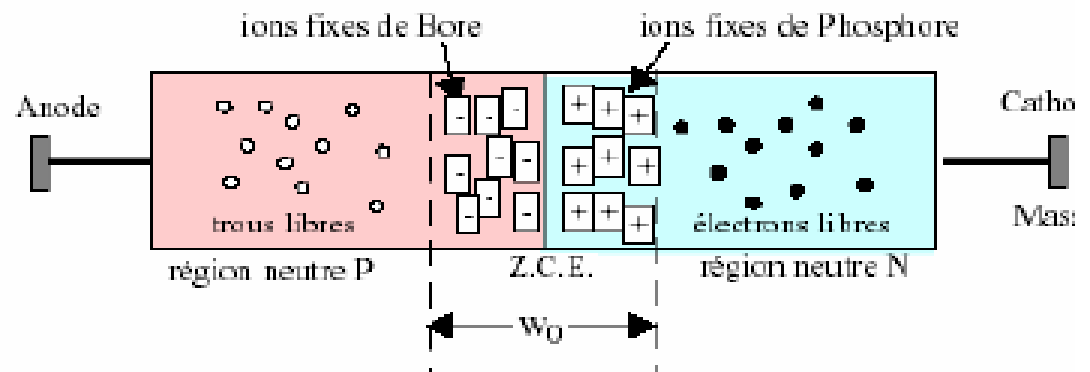 ions fixes de Bore
ions fixes de Phosphore
Anode
Catho
trous libres
électrons libres
Mas
région neutre P
Z.C.E.
région neutre N
W0